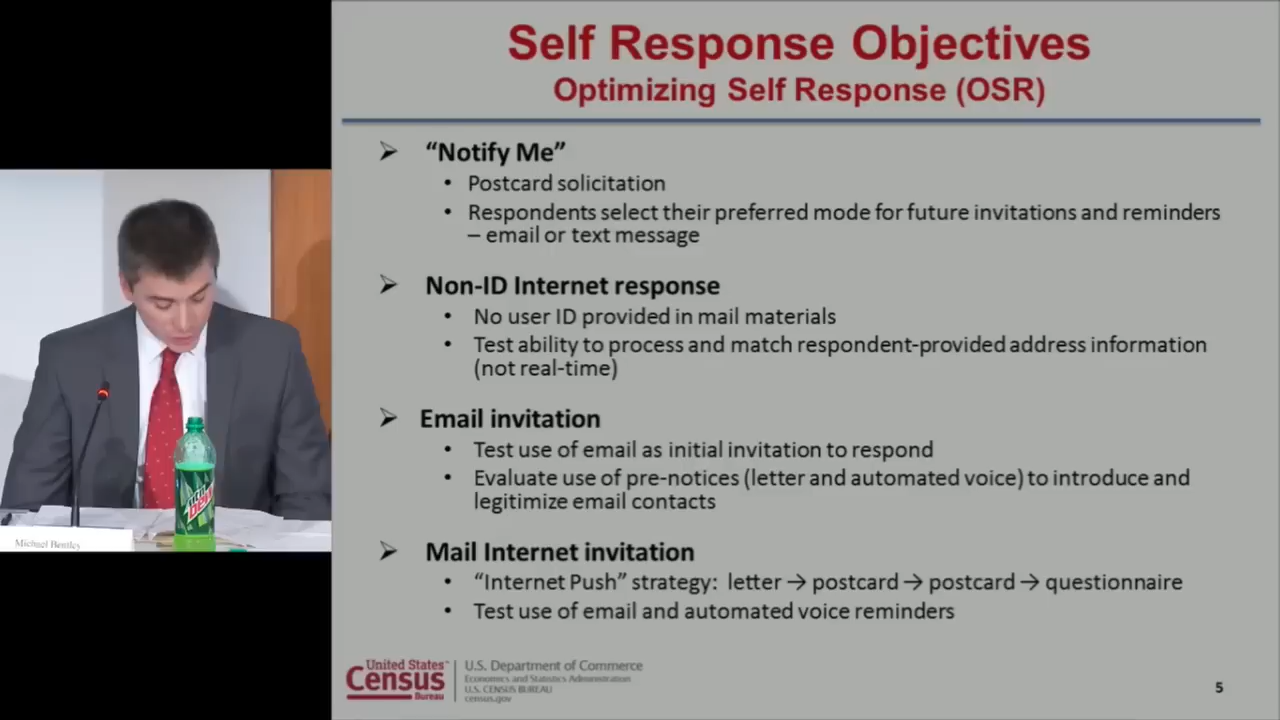 Self Response Objectives
Optimizing Self Response (OSR)
“Notify Me”
• Postcard solicitation
• Respondents select their preferred mode for future invitations and reminders
– email or text message
Non-ID Internet response
• No user ID provided in mail materials
• Test ability to process and match respondent-provided address information
(not real-time)
Email invitation
• Test use of email as initial invitation to respond
• Evaluate use of pre-notices (letter and automated voice) to introduce and
legitimize email contacts
Mail Internet invitation
• “Internet Push” strategy: letter → postcard → postcard → questionnaire
• Test use of email and automated voice reminders
United States
Census
Bureau
U.S. Department of Commerce
Economics and Statistics Administration
U.S. CENSUS BUREAU
census.gov
5
Mtn
Dew
Michael Bentley